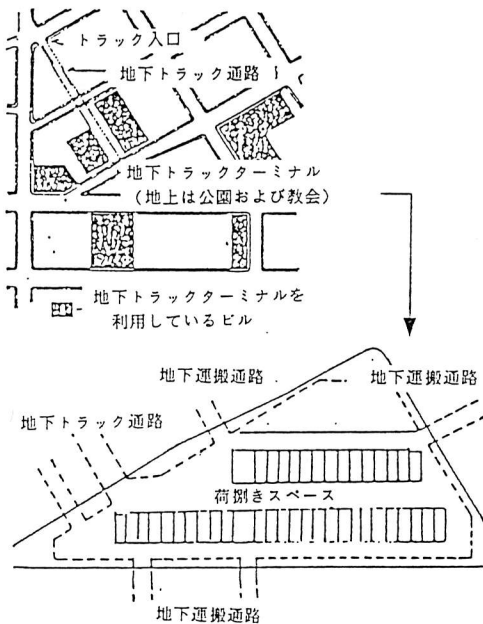 トラック入口
地下トラック通路
地下トラックターミナル
(地上は公園および教会)
地下トラックターミナルを
利用しているビル
地下運搬通路
地下運搬通路
地下トラック通路
荷捌きスペース
地下運搬通路